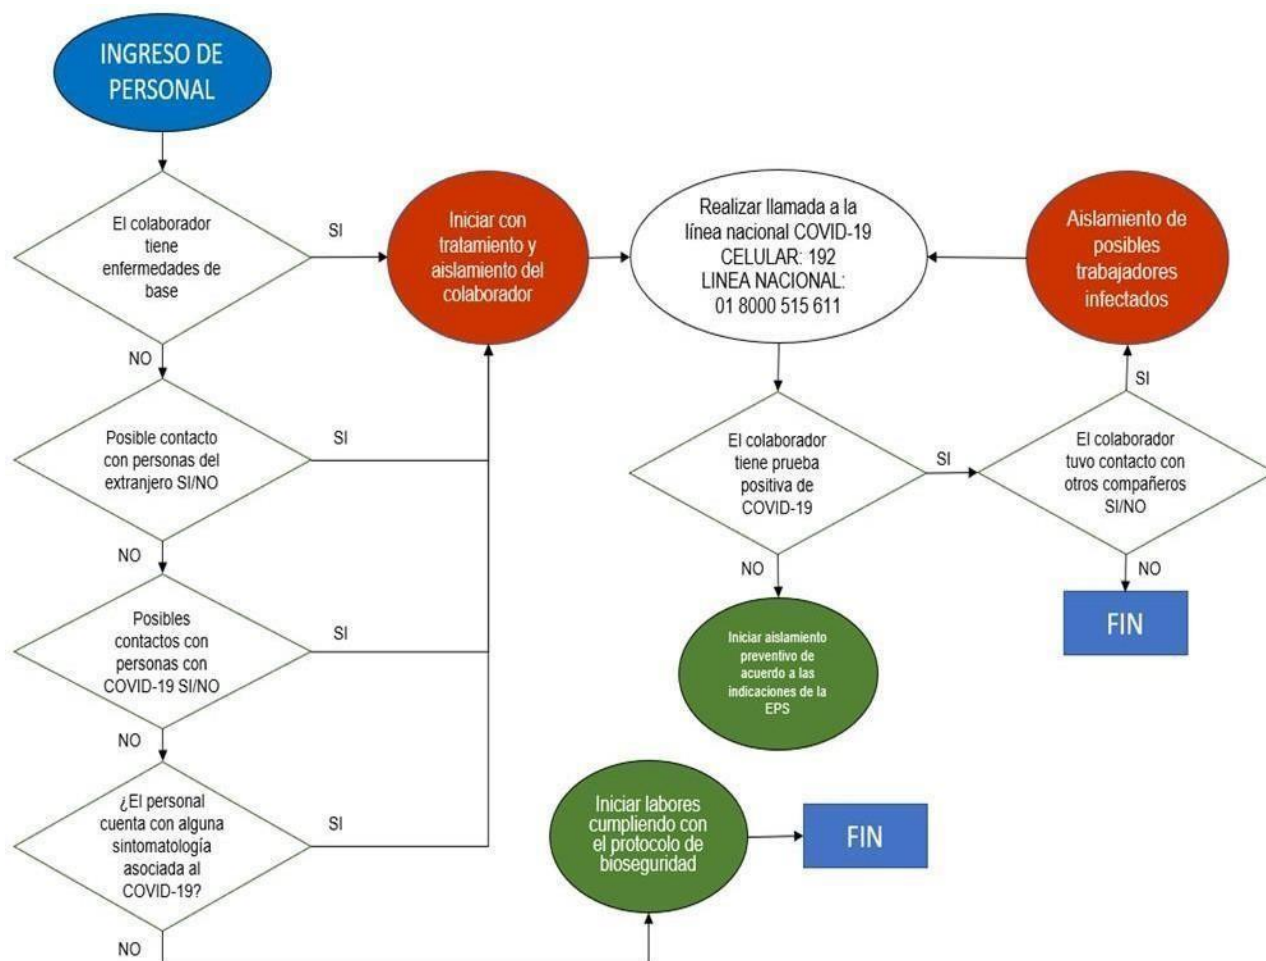 INGRESO DE
PERSONAL
El colaborador
tiene
enfermedades de
base
SI
NO
Iniciar con
tratamiento y
aislamiento del
colaborador
Realizar llamada a la
línea nacional COVID-19
CELULAR: 192
LINEA NACIONAL:
01 8000 515 611
Aislamiento de
posibles
trabajadores
infectados
Posible contacto
con personas del
extranjero SI/NO
SI
NO
El colaborador
tiene prueba
positiva de
COVID-19
SI
NO
El colaborador
tuvo contacto con
otros compañeros
SI/NO
SI
NO
FIN
Posibles
contactos con
personas con
COVID-19 SI/NO
SI
NO
Iniciar aislamiento
preventivo de
acuerdo a las
indicaciones de la
EPS
¿El personal
cuenta con alguna
sintomatología
asociada al
COVID-19?
SI
NO
Iniciar labores
cumpliendo con
el protocolo de
bioseguridad
FIN